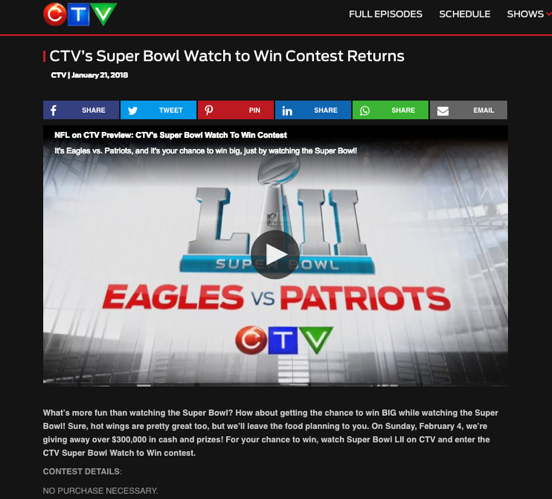 CTV
FULL EPISODES SCHEDULE SHOWS
CTV's Super Bowl Watch to Win Contest Returns
CTV | January 21, 2018
SHARE TWEET PIN SHARE SHARE EMAIL
NFL on CTV Preview: CTV's Super Bowl Watch To Win Contest
It's Eagles vs. Patriots, and it's your chance to win big, just by watching the Super Bowl!
LII
SUPER BOWL
EAGLES VS PATRIOTS
CTV
What's more fun than watching the Super Bowl? How about getting the chance to win BIG while watching the Super
Bowl! Sure, hot wings are pretty great too, but we'll leave the food planning to you. On Sunday, February 4, we're
giving away over $300,000 in cash and prizes! For your chance to win, watch Super Bowl LII on CTV and enter the
CTV Super Bowl Watch to Win contest.
CONTEST DETAILS:
NO PURCHASE NECESSARY.